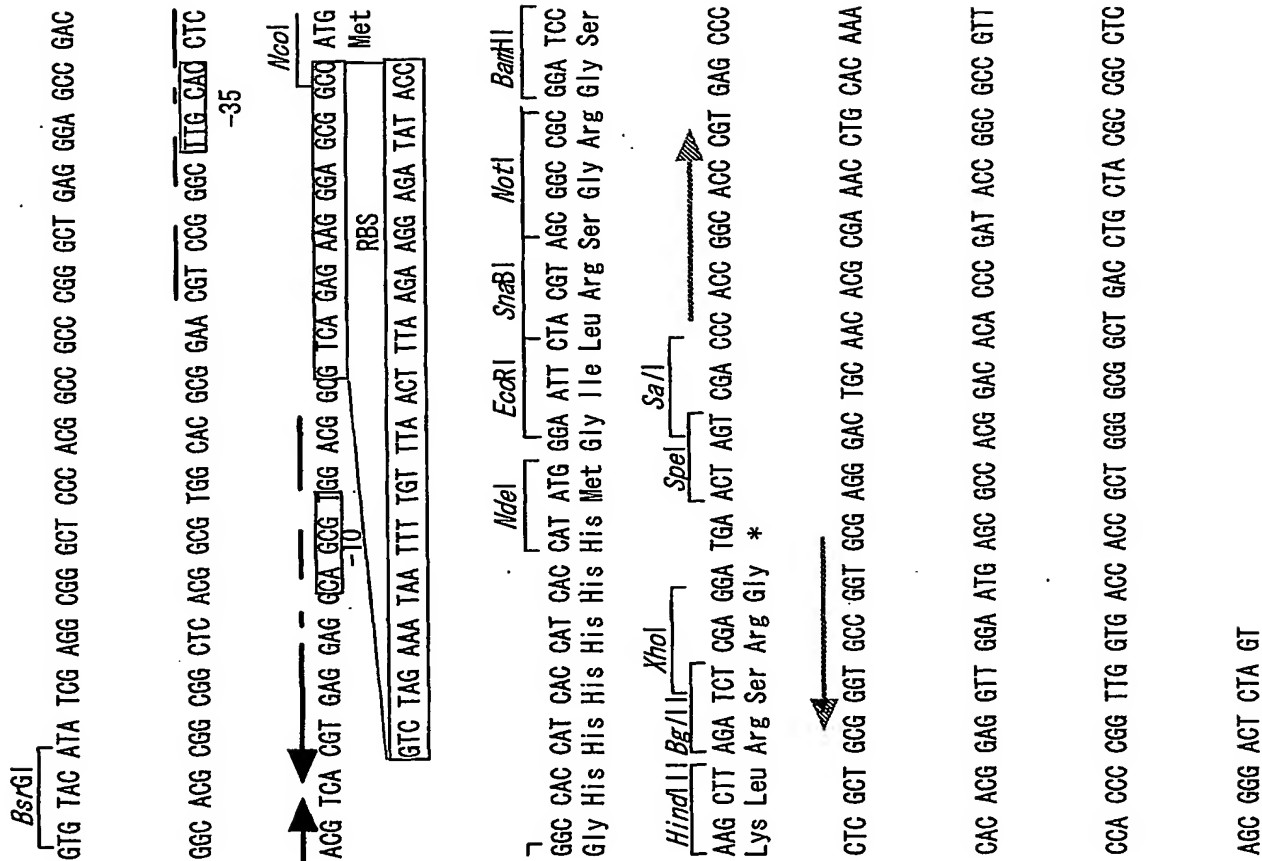 BsrGI
GTG TAC ATA TCG AGG CGG GCT CCC ACG GCC GCC CGG GCT GAG GGA GCC GAC
GGC ACG CGG CGG CTC ACG GCG TGG CAC GCG GAA CGT CCG GGC TTG CAC CTC
-35
NcoI
ACG TCA CGT GAG GAG GCA GCG TGG ACG GCG TCA GAG AAG GGA GCG GCC ATG
-10
Met
RBS
GTC TAG AAA TAA TTT TGT TTA ACT TTA AGA AGG AGA TAT ACC
NdeI EcoRI SnaBI NotI BamHI
GGC CAC CAT CAC CAC CAT CAC CAT ATG GGA ATT CTA CGT AGC GGC CGC GGA TCC
Gly His His His His His His His Met Gly Ile Leu Arg Ser Gly Arg Gly Ser
HindIII BglII XhoI SpeI SalI
AAG CTT AGA TCT CGA GGA TGA ACT AGT CGA CCC ACC GGC ACC CGT GAG CCC
Lys Leu Arg Ser Arg Gly *
CTC GCT GCG GGT GCC GGT GCG AGG GAC TGC AAC ACG CGA AAC CTG CAC AAA
CAC ACG GAG GTT GGA ATG AGC GCC ACG GAC ACA CCC GAT ACC GGC GCC GTT
CCA CCC CGG TTG GTG ACC ACC GCT GGG GCG GCT GAC CTG CTA CGC CGC CTC
AGC GGG ACT CTA GT